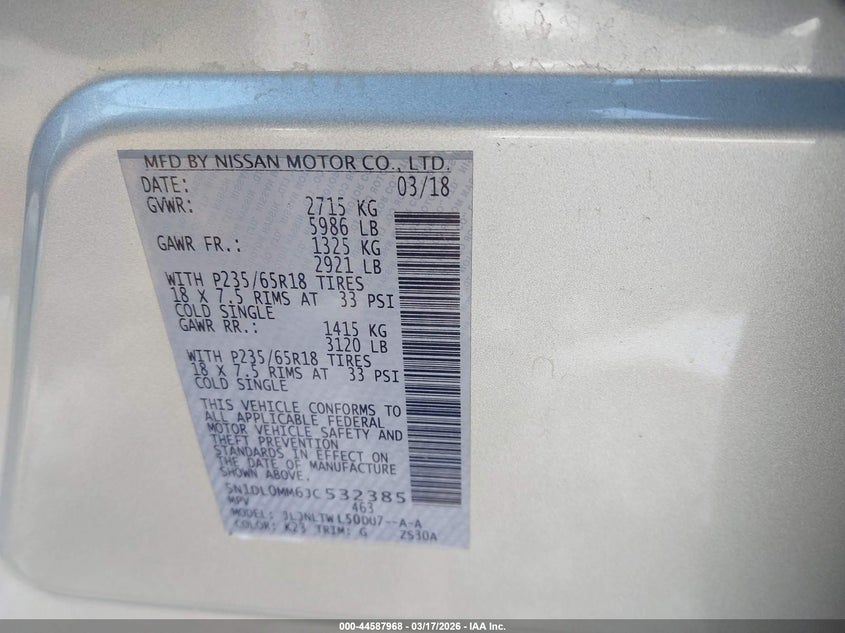 MFD BY NISSAN MOTOR CO., LTD.
DATE: 03/18
GVWR: 2715 KG
5986 LB
GAWR FR.: 1325 KG
2921 LB
WITH P235/65R18 TIRES
18 X 7.5 RIMS AT 33 PSI
COLD SINGLE
GAWR RR.: 1415 KG
3120 LB
WITH P235/65R18 TIRES
18 X 7.5 RIMS AT 33 PSI
COLD SINGLE
THIS VEHICLE CONFORMS TO
ALL APPLICABLE FEDERAL
MOTOR VEHICLE SAFETY AND
THEFT PREVENTION
STANDARDS IN EFFECT ON
THE DATE OF MANUFACTURE
SHOWN ABOVE.
5N1DL0MM6JC532385
MPV 463
MODEL:
COLOR: K23 TRIM: G ZS30A
000-44587968 | 03/17/2026 - IAA Inc.